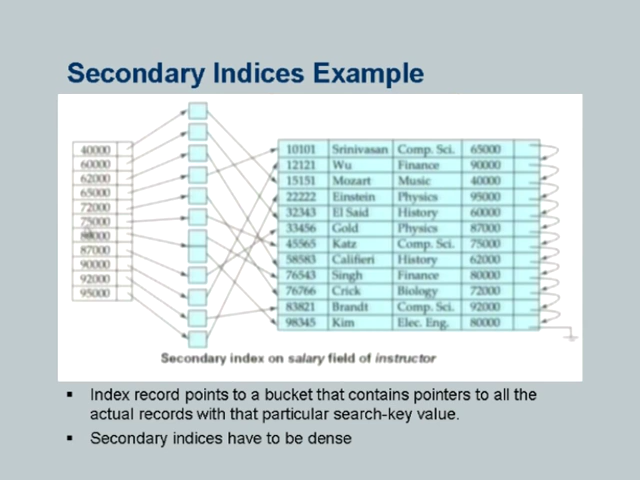 Secondary Indices Example
40000
60000
62000
65000
72000
75000
80000
87000
90000
92000
95000
10101 Srinivasan Comp. Sci. 65000
12121 Wu Finance 90000
15151 Mozart Music 40000
22222 Einstein Physics 95000
32343 El Said History 60000
33456 Gold Physics 87000
45565 Katz Comp. Sci. 75000
58583 Califieri History 62000
76543 Singh Finance 80000
76766 Crick Biology 72000
83821 Brandt Comp. Sci. 92000
98345 Kim Elec. Eng. 80000
Secondary index on salary field of instructor
▪ Index record points to a bucket that contains pointers to all the
actual records with that particular search-key value.
▪ Secondary indices have to be dense